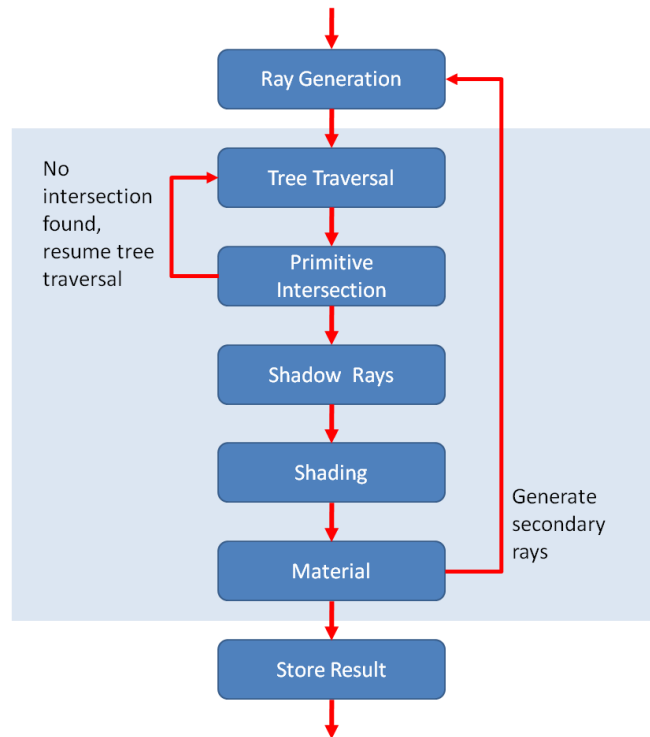 Ray Generation
No
intersection
found,
resume tree
traversal
Tree Traversal
Primitive
Intersection
Shadow Rays
Shading
Generate
secondary
rays
Material
Store Result